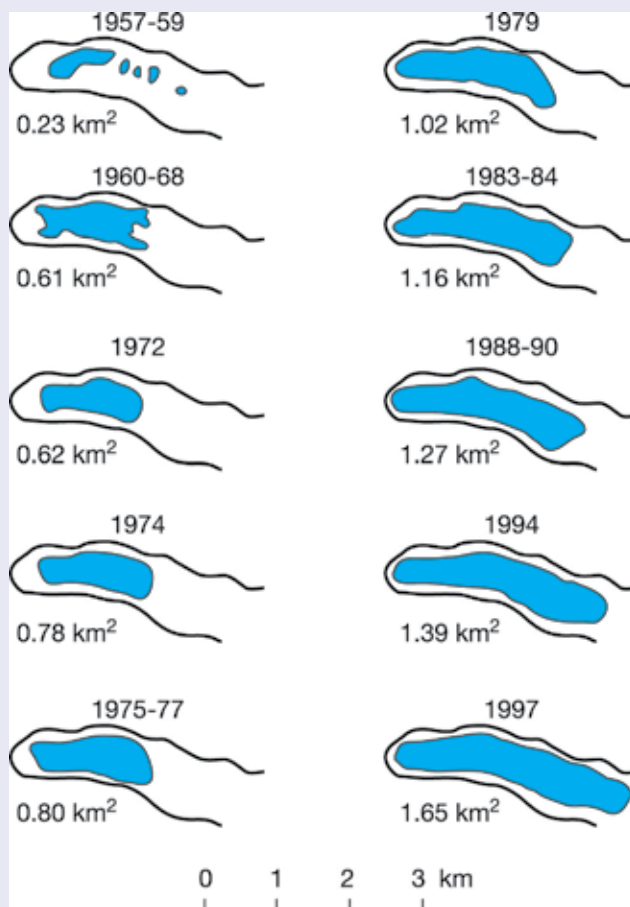 1957-59
0.23 km²
1960-68
0.61 km²
1972
0.62 km²
1974
0.78 km²
1975-77
0.80 km²
1979
1.02 km²
1983-84
1.16 km²
1988-90
1.27 km²
1994
1.39 km²
1997
1.65 km²
0 1 2 3 km